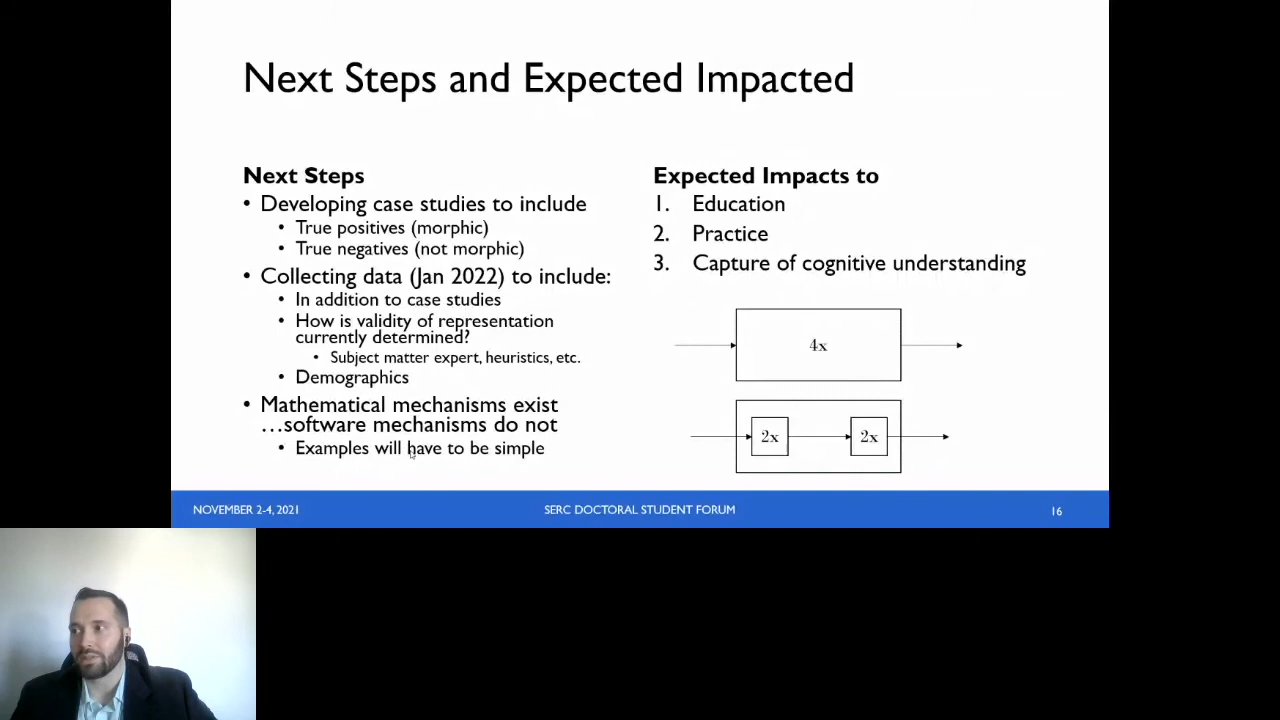 Next Steps and Expected Impacted
Next Steps
• Developing case studies to include
• True positives (morphic)
• True negatives (not morphic)
• Collecting data (Jan 2022) to include:
• In addition to case studies
• How is validity of representation
currently determined?
• Subject matter expert, heuristics, etc.
• Demographics
• Mathematical mechanisms exist
…software mechanisms do not
• Examples will have to be simple
Expected Impacts to
1. Education
2. Practice
3. Capture of cognitive understanding
4x
2x 2x
NOVEMBER 2-4, 2021 SERC DOCTORAL STUDENT FORUM 16